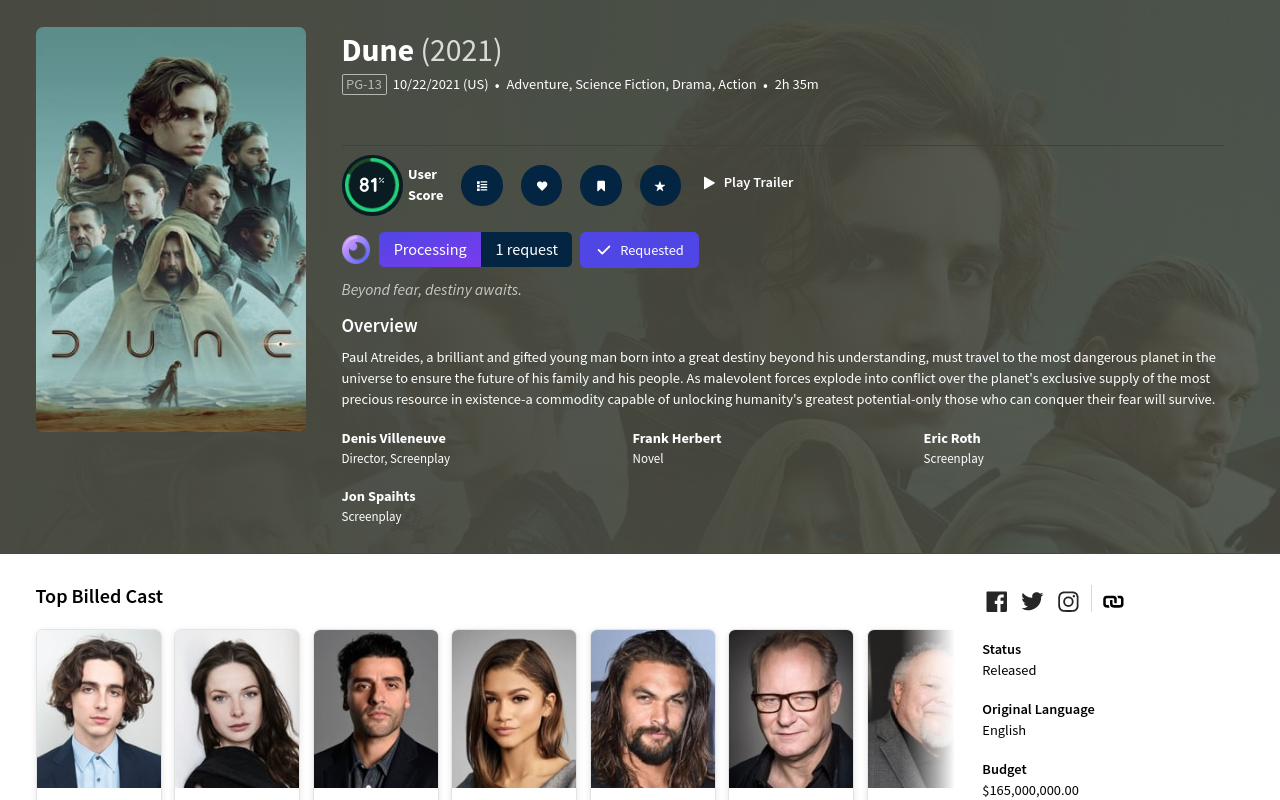 DUNE
Dune (2021)
PG-13 10/22/2021 (US) • Adventure, Science Fiction, Drama, Action • 2h 35m
81%
User
Score
Play Trailer
Processing 1 request Requested
Beyond fear, destiny awaits.
Overview
Paul Atreides, a brilliant and gifted young man born into a great destiny beyond his understanding, must travel to the most dangerous planet in the
universe to ensure the future of his family and his people. As malevolent forces explode into conflict over the planet's exclusive supply of the most
precious resource in existence-a commodity capable of unlocking humanity's greatest potential-only those who can conquer their fear will survive.
Denis Villeneuve
Director, Screenplay
Frank Herbert
Novel
Eric Roth
Screenplay
Jon Spaihts
Screenplay
Top Billed Cast
Status
Released
Original Language
English
Budget
$165,000,000.00